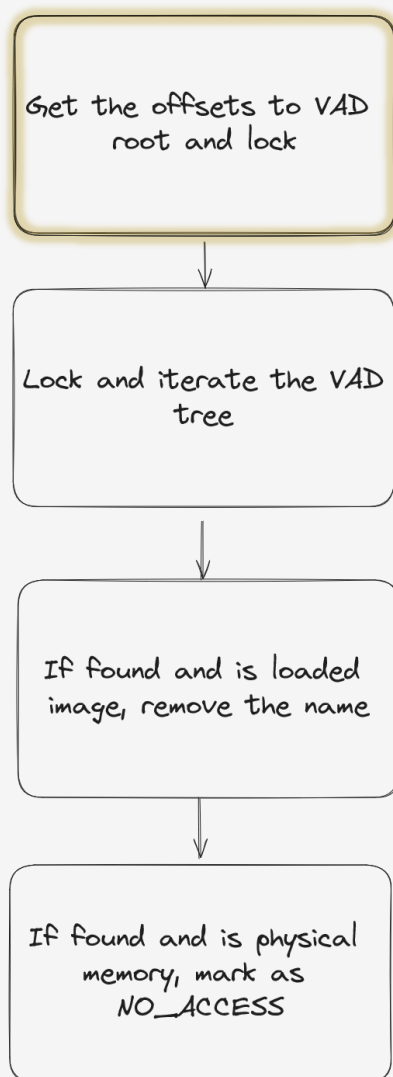 Get the offsets to VAD
root and lock
Lock and iterate the VAD
tree
If found and is loaded
image, remove the name
If found and is physical
memory, mark as
NO_ACCESS